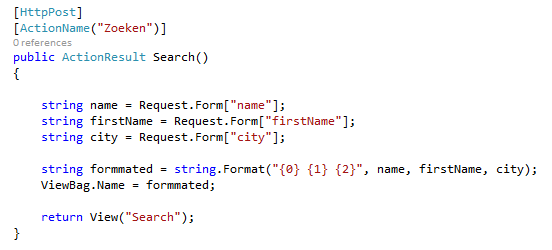 [HttpPost]
[ActionName("Zoeken")]
0 references
public ActionResult Search()
{
string name = Request.Form["name"];
string firstName = Request.Form["firstName"];
string city = Request.Form["city"];
string formmated = string.Format("{0} {1} {2}", name, firstName, city);
ViewBag.Name = formmated;
return View("Search");
}